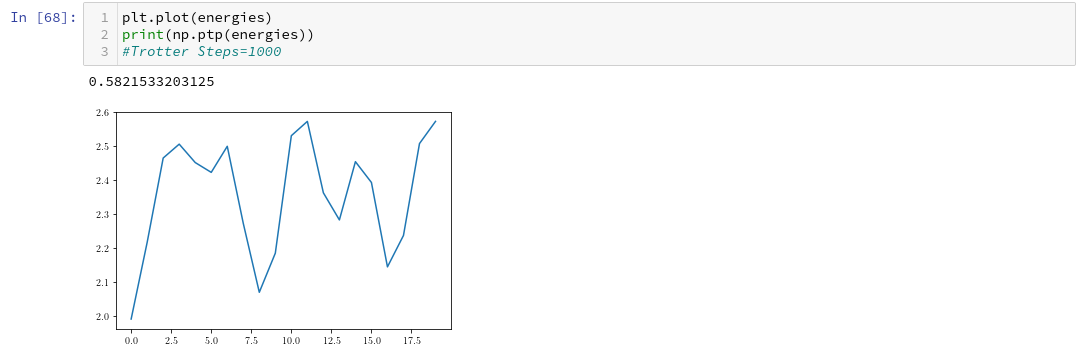 In [68]:
1 plt.plot(energies)
2 print(np.ptp(energies))
3 #Trotter Steps=1000
0.5821533203125
2.6
2.5
2.4
2.3
2.2
2.1
2.0
0.0 2.5 5.0 7.5 10.0 12.5 15.0 17.5